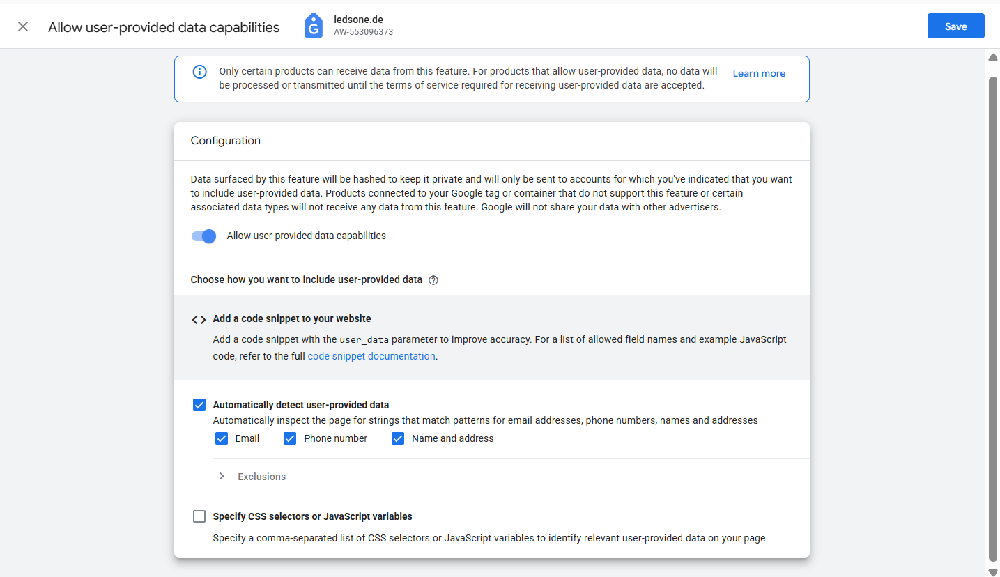 Allow user-provided data capabilities
ledsone.de
AW-553096373
Save
Only certain products can receive data from this feature. For products that allow user-provided data, no data will
be processed or transmitted until the terms of service required for receiving user-provided data are accepted.
Learn more
Configuration
Data surfaced by this feature will be hashed to keep it private and will only be sent to accounts for which you've indicated that you want
to include user-provided data. Products connected to your Google tag or container that do not support this feature or certain
associated data types will not receive any data from this feature. Google will not share your data with other advertisers.
Allow user-provided data capabilities
Choose how you want to include user-provided data
Add a code snippet to your website
Add a code snippet with the user_data parameter to improve accuracy. For a list of allowed field names and example JavaScript
code, refer to the full code snippet documentation.
Automatically detect user-provided data
Automatically inspect the page for strings that match patterns for email addresses, phone numbers, names and addresses
Email Phone number Name and address
Exclusions
Specify CSS selectors or JavaScript variables
Specify a comma-separated list of CSS selectors or JavaScript variables to identify relevant user-provided data on your page